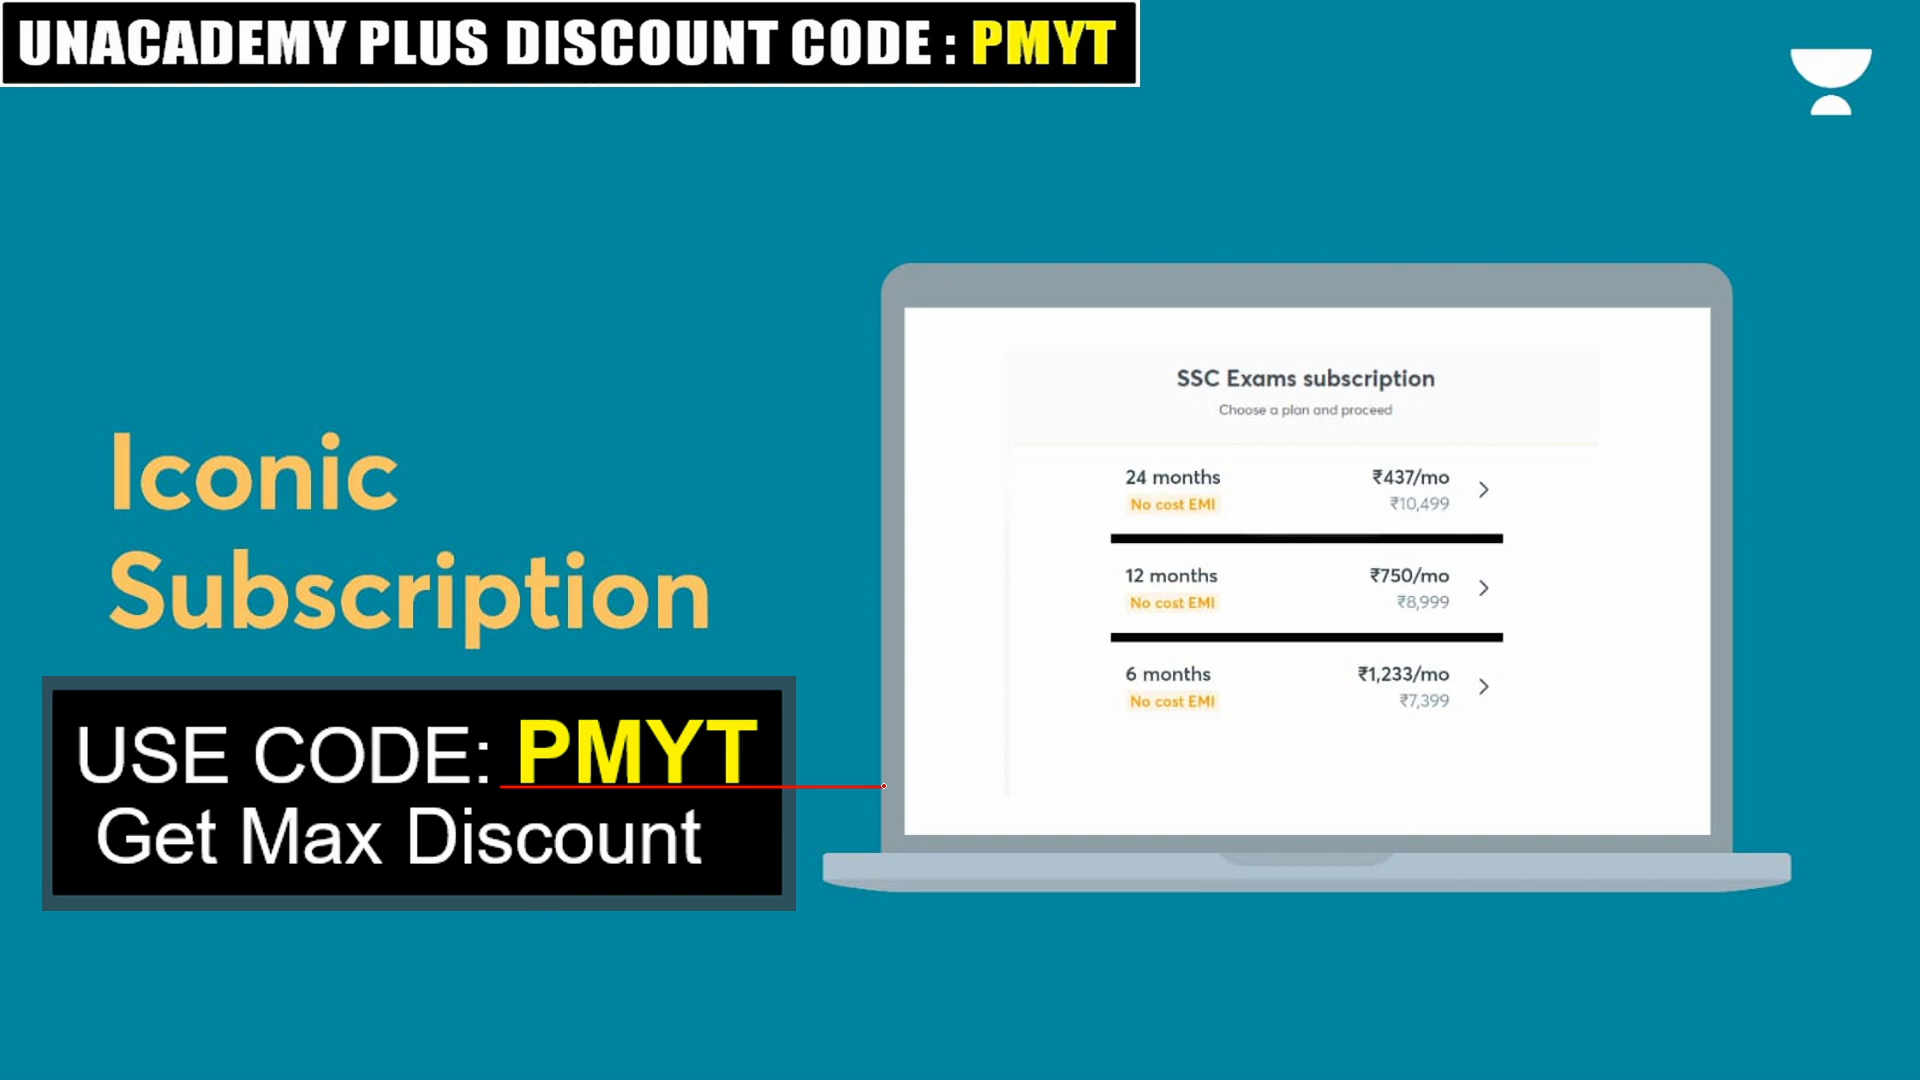 UNACADEMY PLUS DISCOUNT CODE : PMYT
Iconic
Subscription
USE CODE: PMYT
Get Max Discount
SSC Exams subscription
Choose a plan and proceed
24 months ₹437/mo
No cost EMI ₹10,499
12 months ₹750/mo
No cost EMI ₹8,999
6 months ₹1,233/mo
No cost EMI ₹7,399